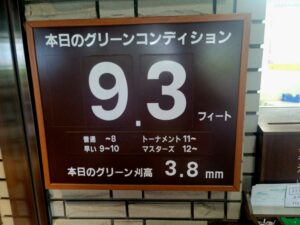 本日のグリーンコンディション
9.3 フィート
普通 ~8 トーナメント 11~
早い 9~10 マスターズ 12~
本日のグリーン刈高 3.8 mm